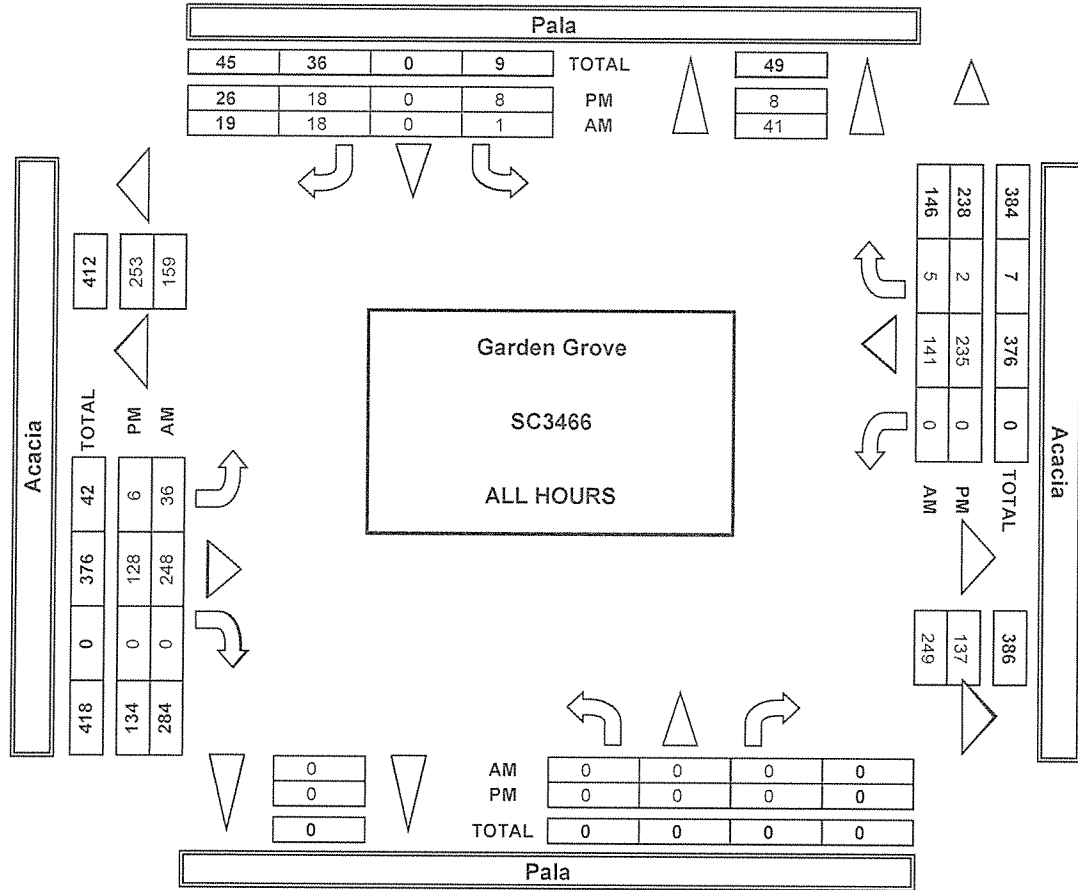 Pala
45 36 0 9 TOTAL 49
26 18 0 8 PM 8
19 18 0 1 AM 41
Acacia
412 253 159
TOTAL PM AM
42 6 36
376 128 248
0 0 0
418 134 284
Garden Grove
SC3466
ALL HOURS
146 238 384
5 2 7
141 235 376
0 0 0
AM PM TOTAL
249 137 386
Acacia
0 AM 0 0 0 0
0 PM 0 0 0 0
0 TOTAL 0 0 0 0
Pala